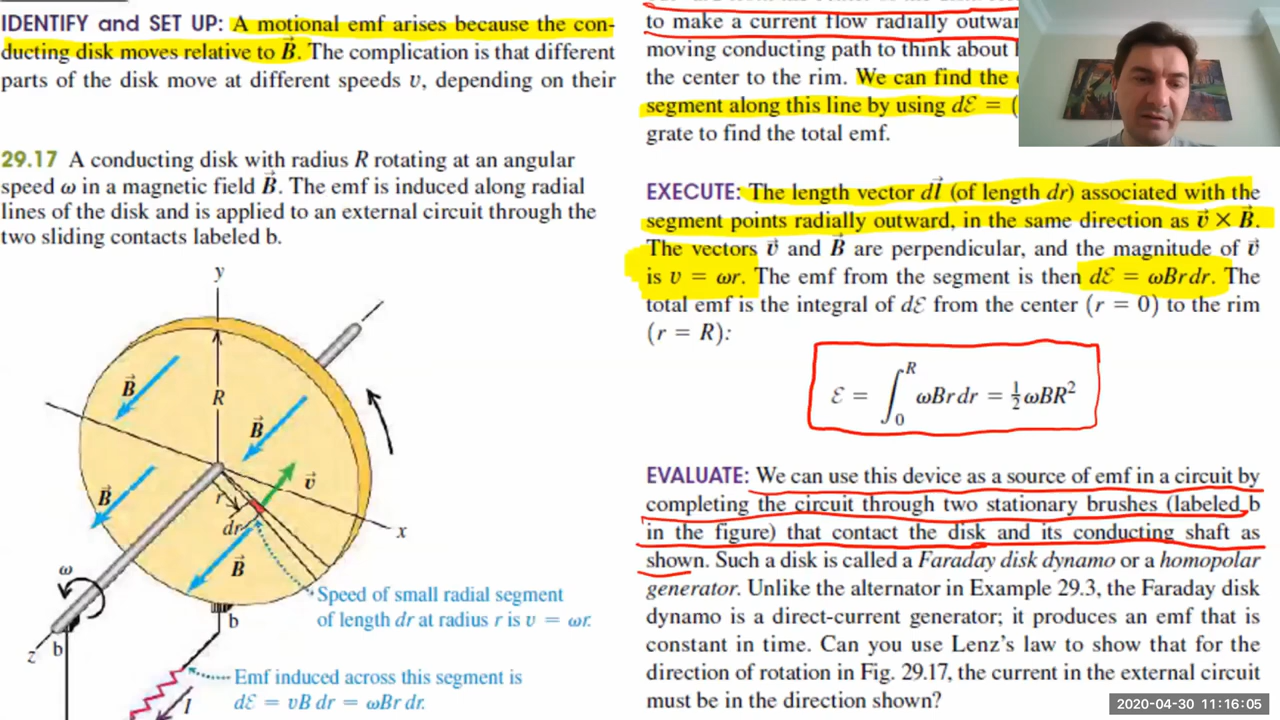 IDENTIFY and SET UP: A motional emf arises because the con-
ducting disk moves relative to B⃗. The complication is that different
parts of the disk move at different speeds v, depending on their
29.17 A conducting disk with radius R rotating at an angular
speed ω in a magnetic field B⃗. The emf is induced along radial
lines of the disk and is applied to an external circuit through the
two sliding contacts labeled b.
y
B⃗
R
B⃗
B⃗
v⃗
r
dr
x
B⃗
ω
Speed of small radial segment
of length dr at radius r is v = ωr.
b
z
b
Emf induced across this segment is
dℰ = vB dr = ωBr dr.
I
to make a current flow radially outwar
moving conducting path to think about
the center to the rim. We can find the
segment along this line by using dℰ = (
grate to find the total emf.
EXECUTE: The length vector dl⃗ (of length dr) associated with the
segment points radially outward, in the same direction as v⃗ × B⃗.
The vectors v⃗ and B⃗ are perpendicular, and the magnitude of v⃗
is v = ωr. The emf from the segment is then dℰ = ωBrdr. The
total emf is the integral of dℰ from the center (r = 0) to the rim
(r = R):
ℰ = ∫₀ᴿ ωBrdr = ½ωBR²
EVALUATE: We can use this device as a source of emf in a circuit by
completing the circuit through two stationary brushes (labeled b
in the figure) that contact the disk and its conducting shaft as
shown. Such a disk is called a Faraday disk dynamo or a homopolar
generator. Unlike the alternator in Example 29.3, the Faraday disk
dynamo is a direct-current generator; it produces an emf that is
constant in time. Can you use Lenz's law to show that for the
direction of rotation in Fig. 29.17, the current in the external circuit
must be in the direction shown?
2020-04-30 11:16:05